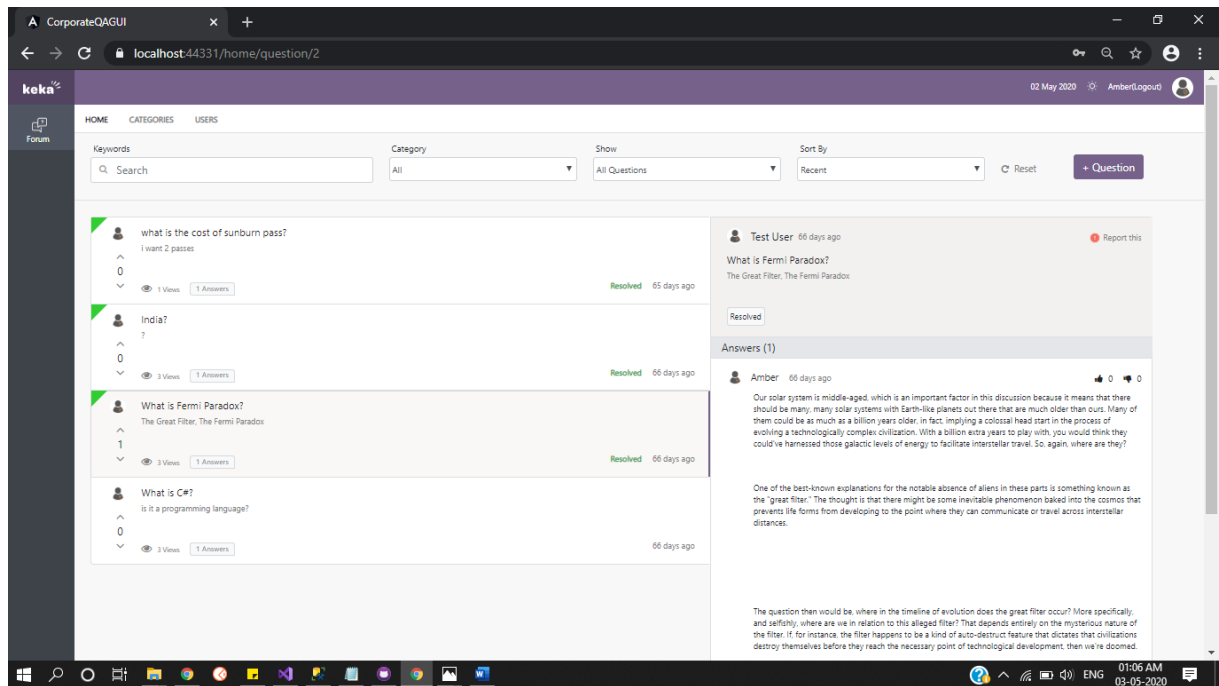 CorporateQAGUI
localhost:44331/home/question/2
keka
02 May 2020 Amber(Logout)
Forum
HOME CATEGORIES USERS
Keywords Category Show Sort By
Search All All Questions Recent Reset + Question
what is the cost of sunburn pass?
i want 2 passes
0
1 Views 1 Answers Resolved 65 days ago
India?
?
0
3 Views 1 Answers Resolved 66 days ago
What is Fermi Paradox?
The Great Filter, The Fermi Paradox
1
3 Views 1 Answers Resolved 66 days ago
What is C#?
is it a programming language?
0
3 Views 1 Answers 66 days ago
Test User 66 days ago Report this
What is Fermi Paradox?
The Great Filter, The Fermi Paradox
Resolved
Answers (1)
Amber 66 days ago 0 0
Our solar system is middle-aged, which is an important factor in this discussion because it means that there
should be many, many solar systems with Earth-like planets out there that are much older than ours. Many of
them could be as much as a billion years older, in fact, implying a colossal head start in the process of
evolving a technologically complex civilization. With a billion extra years to play with, you would think they
could've harnessed those galactic levels of energy to facilitate interstellar travel. So, again, where are they?
One of the best-known explanations for the notable absence of aliens in these parts is something known as
the "great filter." The thought is that there might be some inevitable phenomenon baked into the cosmos that
prevents life forms from developing to the point where they can communicate or travel across interstellar
distances.
The question then would be, where in the timeline of evolution does the great filter occur? More specifically,
and selfishly, where are we in relation to this alleged filter? That depends entirely on the mysterious nature of
the filter. If, for instance, the filter happens to be a kind of auto-destruct feature that dictates that civilizations
destroy themselves before they reach the necessary point of technological development, then we're doomed.
ENG
01:06 AM
03-05-2020